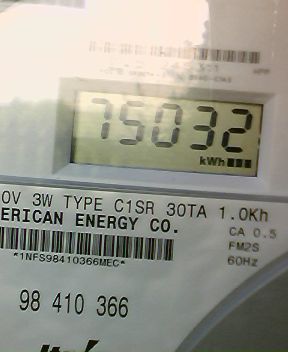 75032
kWh
0V 3W TYPE C1SR 30TA 1.0Kh
ERICAN ENERGY CO.
CA 0.5
FM2S
*1NFS98410366MEC*
60Hz
98 410 366